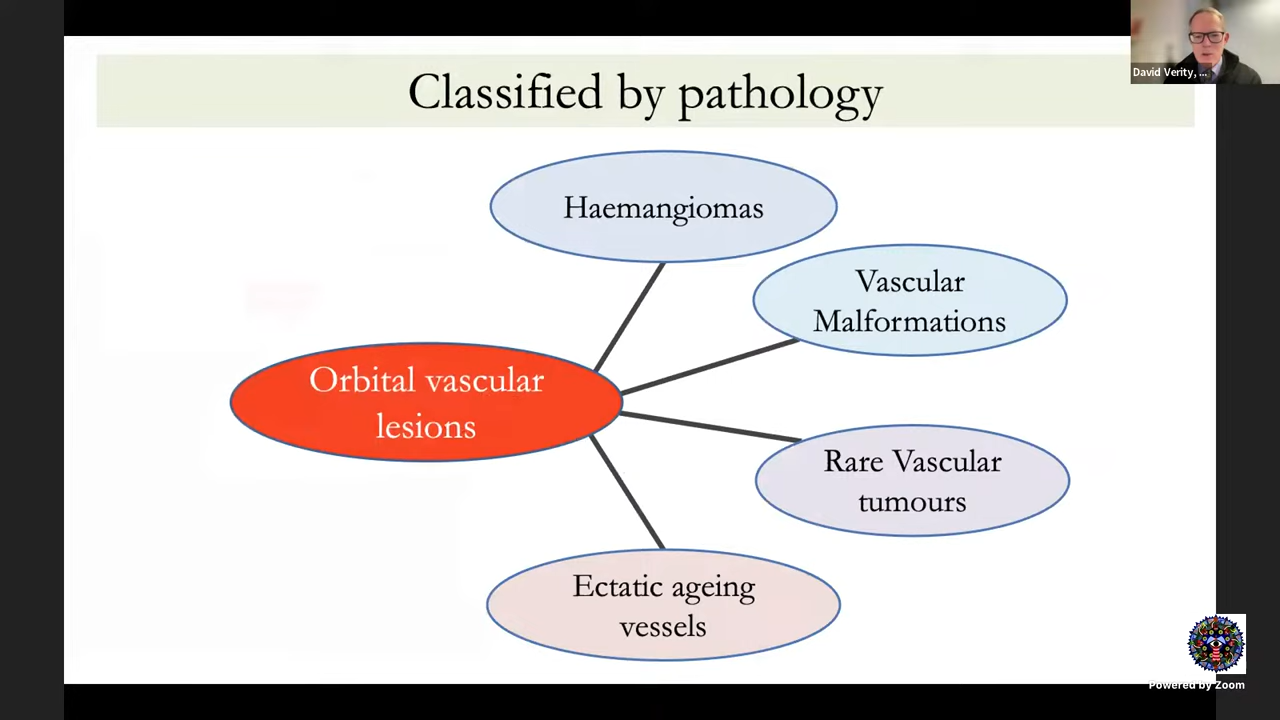 Classified by pathology
David Verity, ...
Haemangiomas
Vascular
Malformations
Orbital vascular
lesions
Rare Vascular
tumours
Ectatic ageing
vessels
Powered by Zoom